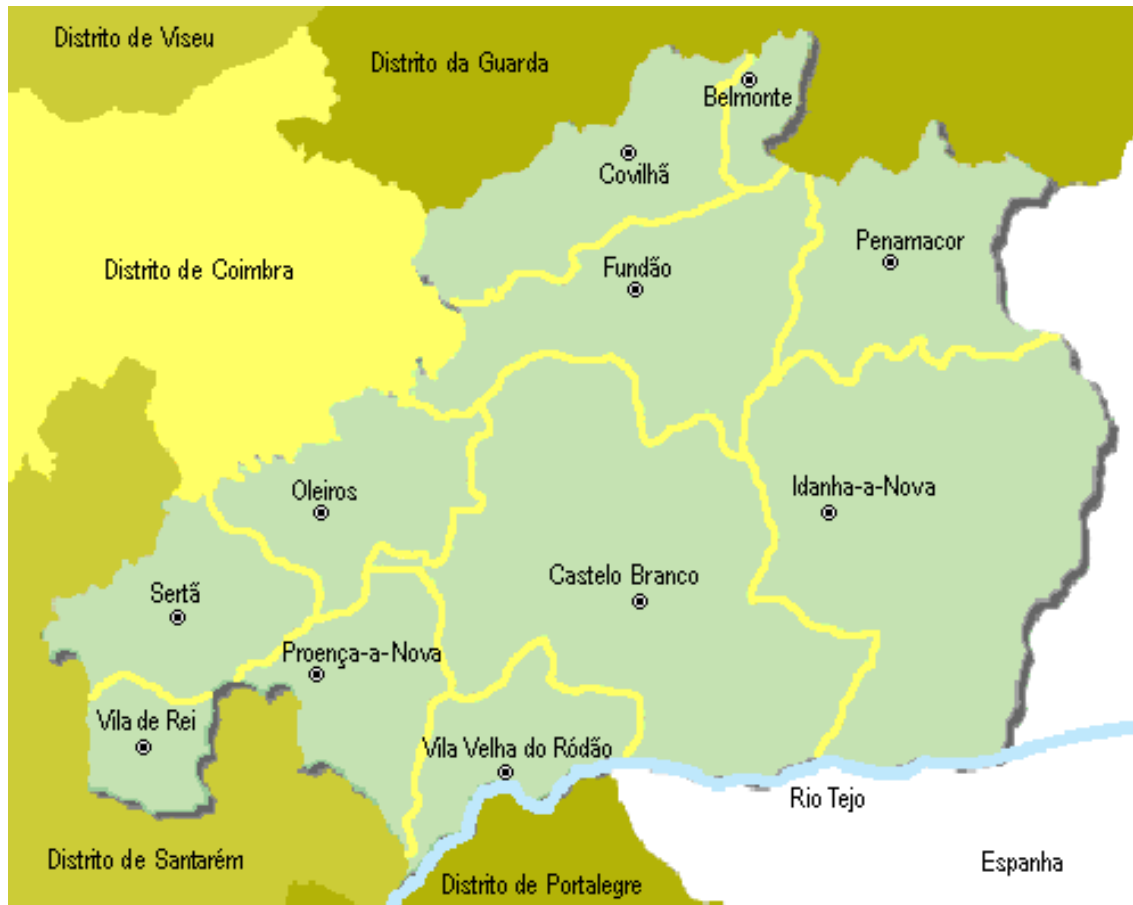 Distrito de Viseu
Distrito da Guarda
Belmonte
Covilhã
Penamacor
Distrito de Coimbra
Fundão
Oleiros
Idanha-a-Nova
Castelo Branco
Sertã
Proença-a-Nova
Vila de Rei
Vila Velha do Ródão
Rio Tejo
Distrito de Santarém
Espanha
Distrito de Portalegre